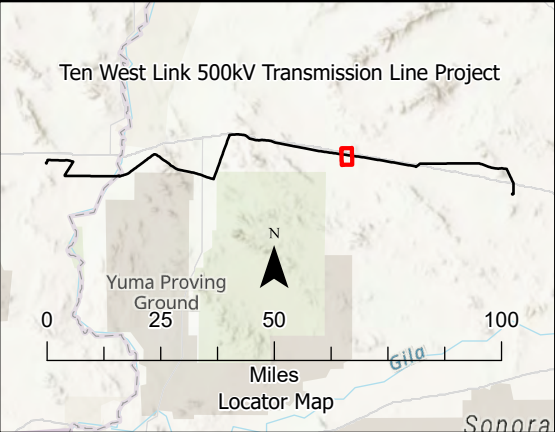 Ten West Link 500kV Transmission Line Project
N
Yuma Proving
Ground
0 25 50 100
Gila
Miles
Locator Map
Sonora